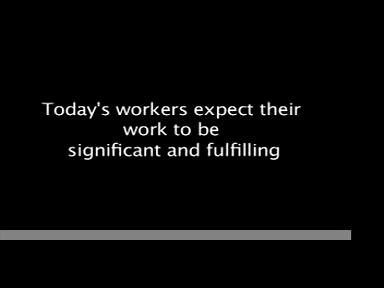 Today's workers expect their
work to be
significant and fulfilling